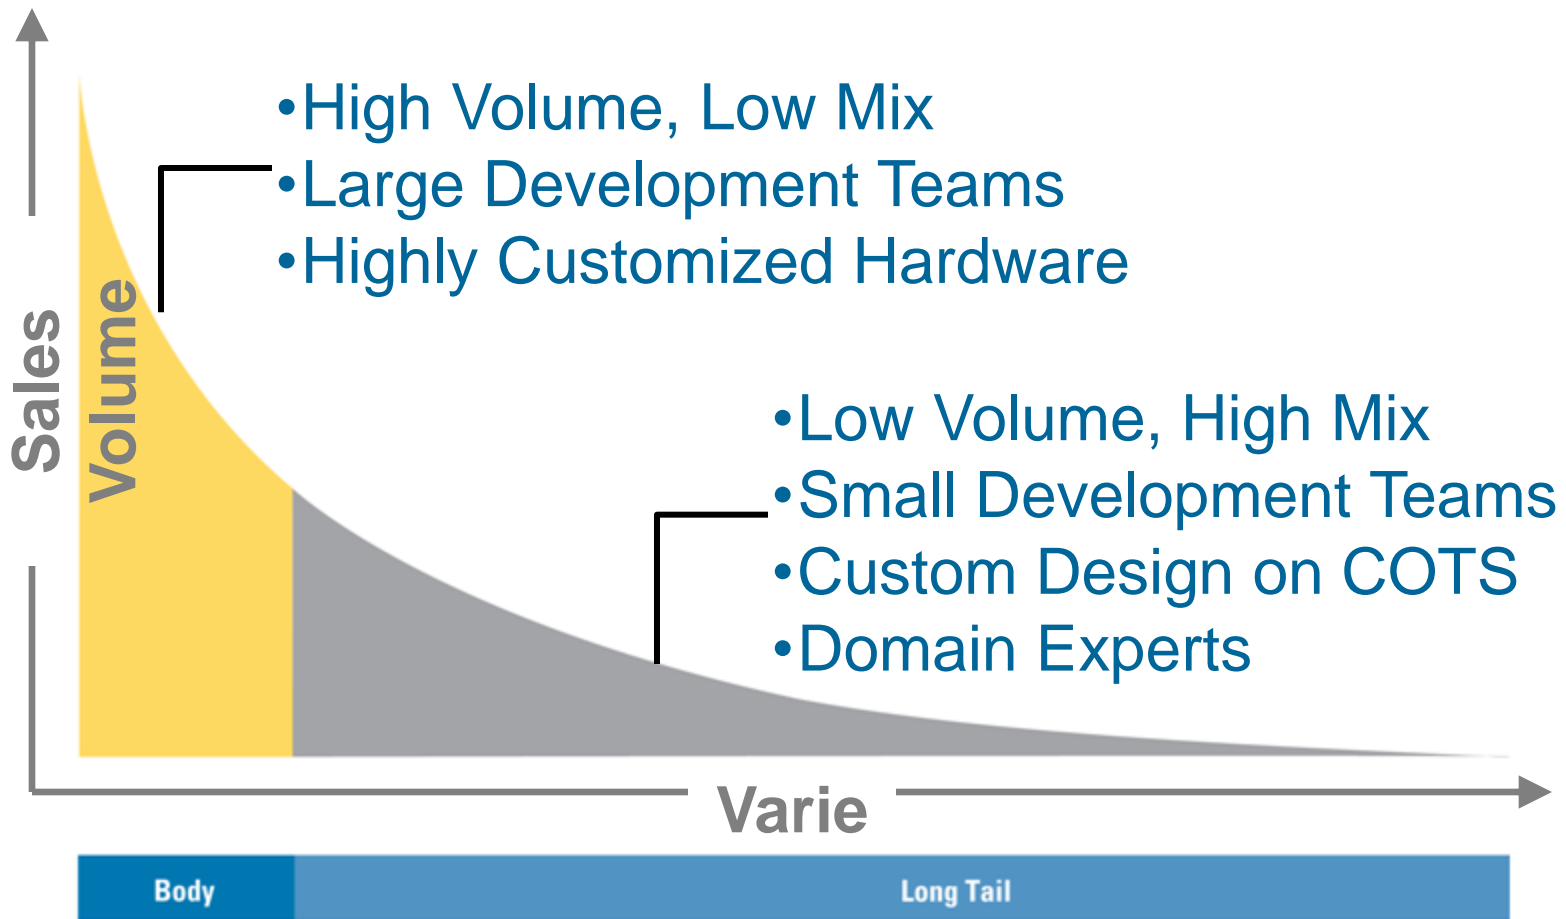 •High Volume, Low Mix
•Large Development Teams
•Highly Customized Hardware
Sales
Volume
•Low Volume, High Mix
•Small Development Teams
•Custom Design on COTS
•Domain Experts
Varie
Body
Long Tail